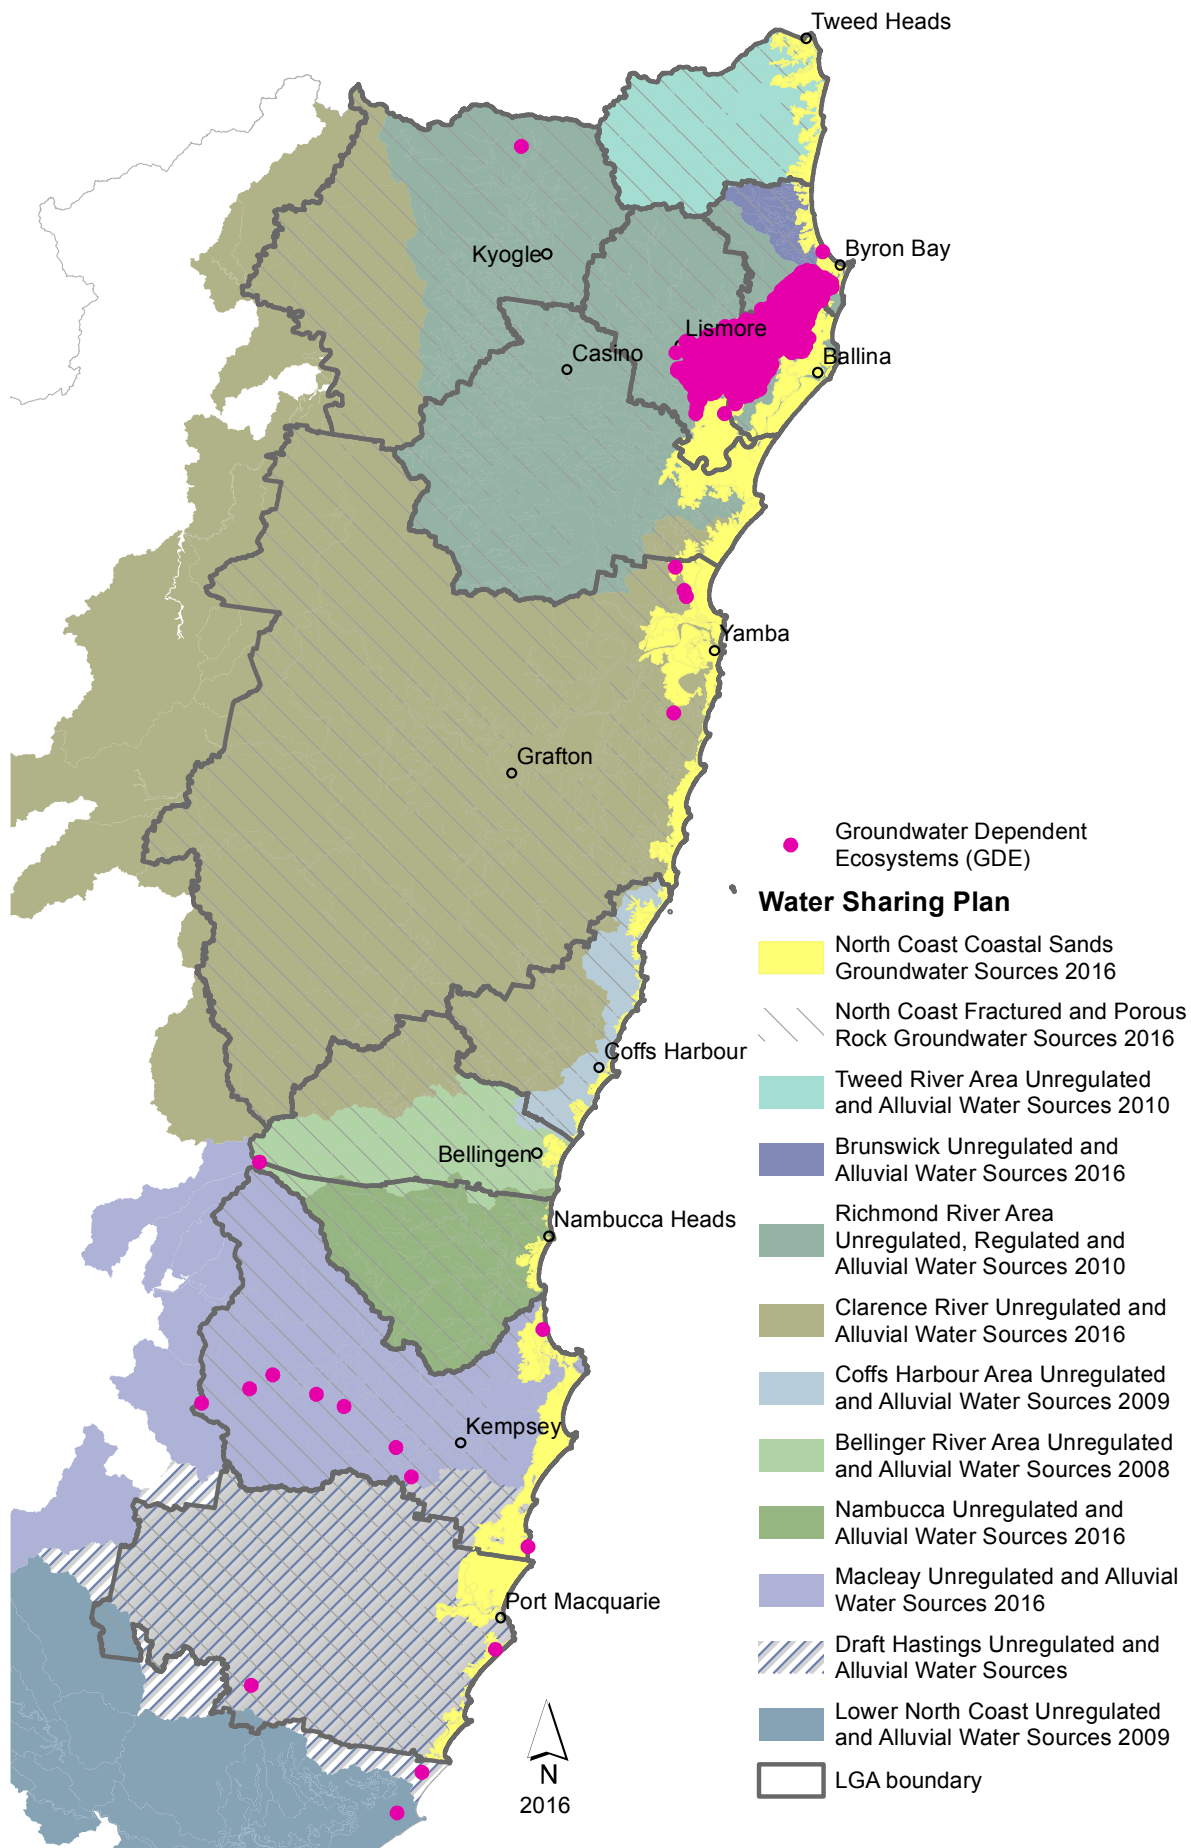 Tweed Heads
Byron Bay
Kyogle
Lismore
Casino
Ballina
Yamba
Grafton
Coffs Harbour
Bellingen
Nambucca Heads
Kempsey
Port Macquarie
N
2016
Groundwater Dependent
Ecosystems (GDE)
Water Sharing Plan
North Coast Coastal Sands
Groundwater Sources 2016
North Coast Fractured and Porous
Rock Groundwater Sources 2016
Tweed River Area Unregulated
and Alluvial Water Sources 2010
Brunswick Unregulated and
Alluvial Water Sources 2016
Richmond River Area
Unregulated, Regulated and
Alluvial Water Sources 2010
Clarence River Unregulated and
Alluvial Water Sources 2016
Coffs Harbour Area Unregulated
and Alluvial Water Sources 2009
Bellinger River Area Unregulated
and Alluvial Water Sources 2008
Nambucca Unregulated and
Alluvial Water Sources 2016
Macleay Unregulated and Alluvial
Water Sources 2016
Draft Hastings Unregulated and
Alluvial Water Sources
Lower North Coast Unregulated
and Alluvial Water Sources 2009
LGA boundary